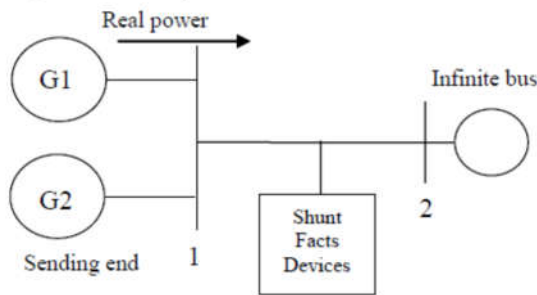 Real power
G1
Infinite bus
G2
Shunt
Facts
Devices
2
Sending end
1